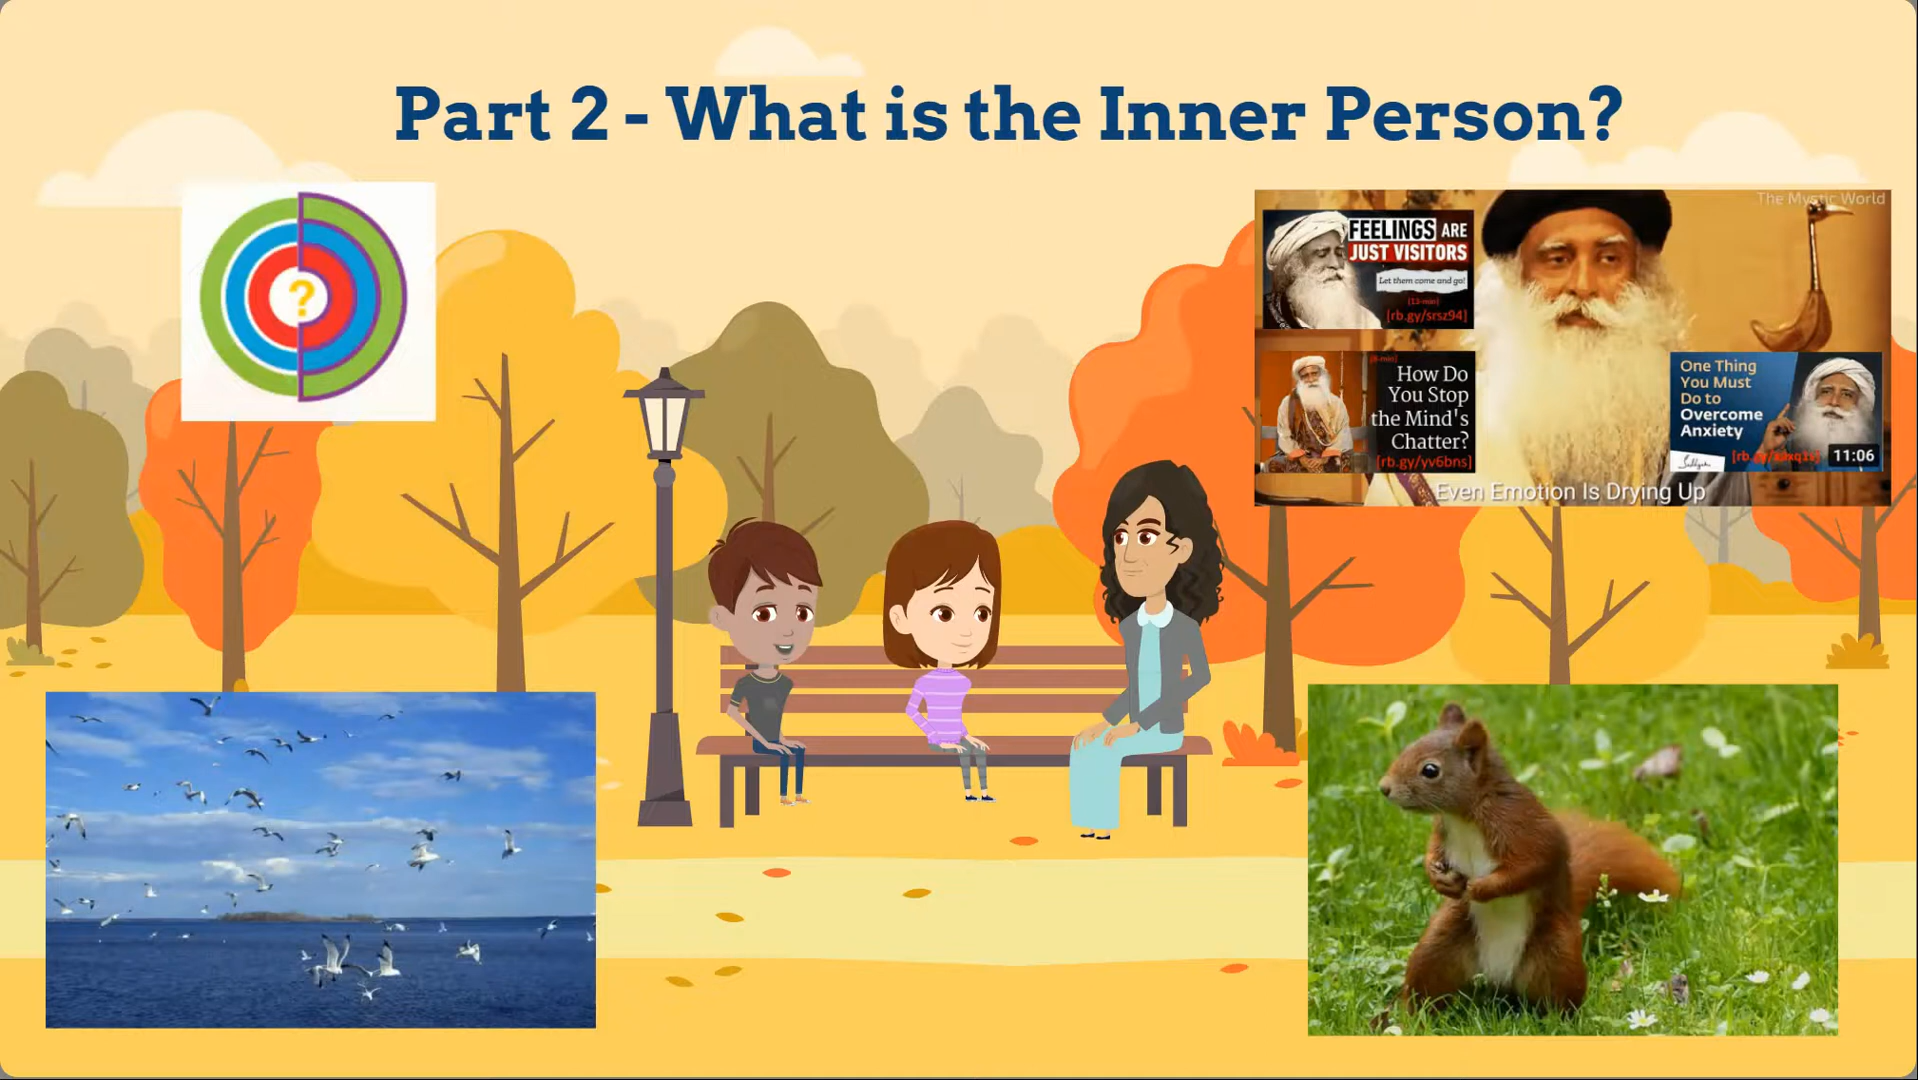 Part 2 - What is the Inner Person?
?
The Mystic World
FEELINGS ARE
JUST VISITORS
Let them come and go!
(13-min)
[rb.gy/srsz94]
How Do
You Stop
the Mind's
Chatter?
[rb.gy/yv6bns]
One Thing
You Must
Do to
Overcome
Anxiety
11:06
Even Emotion Is Drying Up